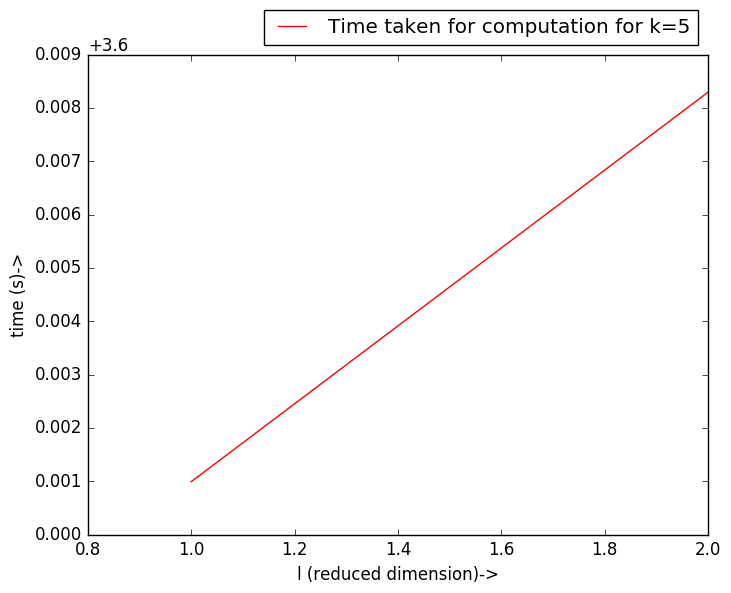 Time taken for computation for k=5
+3.6
0.009
0.008
0.007
0.006
0.005
0.004
0.003
0.002
0.001
0.000
time (s)->
0.8 1.0 1.2 1.4 1.6 1.8 2.0
l (reduced dimension)->